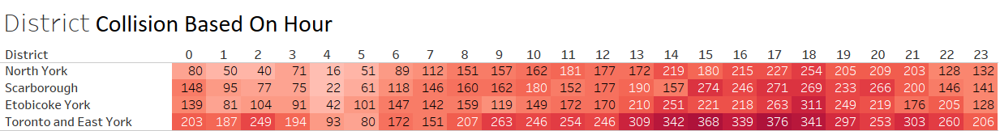 District Collision Based On Hour
District 0 1 2 3 4 5 6 7 8 9 10 11 12 13 14 15 16 17 18 19 20 21 22 23
North York 80 50 40 71 16 51 89 112 151 157 162 181 177 172 219 180 215 227 254 205 209 203 128 132
Scarborough 148 95 77 75 22 61 118 146 160 162 180 152 177 190 157 274 246 271 269 233 266 200 146 141
Etobicoke York 139 81 104 91 42 101 147 142 159 119 149 172 170 210 251 221 218 263 311 249 219 176 205 128
Toronto and East York 203 187 249 194 93 80 172 151 207 263 246 254 246 309 342 368 339 376 341 297 253 303 260 206